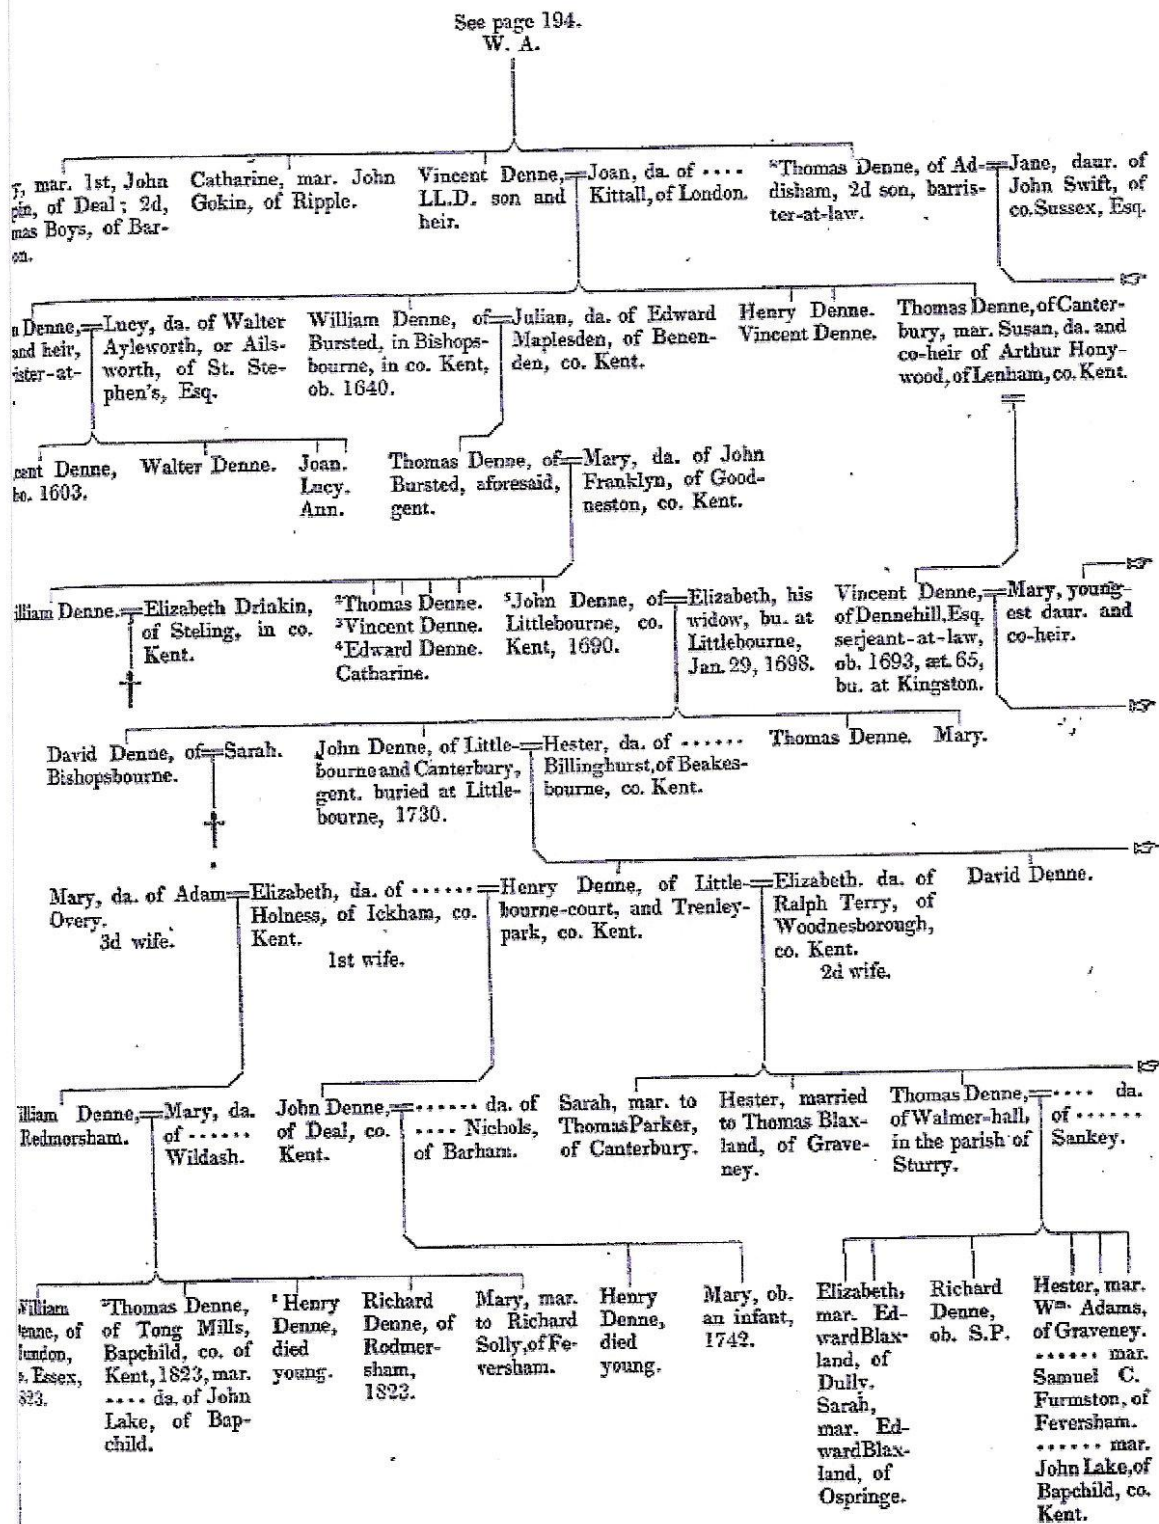 See page 194.
W. A.
mar. 1st, John
of Deal; 2d,
Boys, of Bar-
Catharine, mar. John
Gokin, of Ripple.
Vincent Denne,
LL.D. son and
heir.
Joan, da. of ····
Kittall, of London.
Thomas Denne, of Ad-
disham, 2d son, barris-
ter-at-law.
Jane, daur. of
John Swift, of
co. Sussex, Esq.
Denne,
and heir,
Lucy, da. of Walter
Ayleworth, or Ails-
worth, of St. Ste-
phen's, Esq.
William Denne, of
Bursted, in Bishops-
bourne, in co. Kent,
ob. 1640.
Julian, da. of Edward
Maplesden, of Benen-
den, co. Kent.
Henry Denne.
Vincent Denne.
Thomas Denne, of Canter-
bury, mar. Susan, da. and
co-heir of Arthur Hony-
wood, of Lenham, co. Kent.
cent Denne,
1603.
Walter Denne.
Joan.
Lucy.
Ann.
Thomas Denne, of
Bursted, aforesaid,
gent.
Mary, da. of John
Franklyn, of Good-
neston, co. Kent.
illiam Denne.
Elizabeth Driakin,
of Steling, in co.
Kent.
²Thomas Denne.
³Vincent Denne.
⁴Edward Denne.
Catharine.
⁵John Denne, of
Littlebourne, co.
Kent, 1690.
Elizabeth, his
widow, bu. at
Littlebourne,
Jan. 29, 1698.
Vincent Denne,
of Dennehill, Esq.
serjeant-at-law,
ob. 1693, æt. 65,
bu. at Kingston.
Mary, young-
est daur. and
co-heir.
David Denne, of
Bishopsbourne.
Sarah.
John Denne, of Little-
bourne and Canterbury,
gent. buried at Little-
bourne, 1730.
Hester, da. of ······
Billinghurst, of Beakes-
bourne, co. Kent.
Thomas Denne.
Mary.
Mary, da. of Adam
Overy.
3d wife.
Elizabeth, da. of ······
Holness, of Ickham, co.
Kent.
1st wife.
Henry Denne, of Little-
bourne-court, and Trenley-
park, co. Kent.
Elizabeth, da. of
Ralph Terry, of
Woodnesborough,
co. Kent.
2d wife.
David Denne.
illiam Denne,
Redmorsham.
Mary, da.
of ······
Wildash.
John Denne,
of Deal, co.
Kent.
······ da. of
···· Nichols,
of Barham.
Sarah, mar. to
Thomas Parker,
of Canterbury.
Hester, married
to Thomas Blax-
land, of Grave-
ney.
Thomas Denne,
of Walmer-hall,
in the parish of
Sturry.
···· da.
of ······
Sankey.
William
enne, of
Essex,
²Thomas Denne,
of Tong Mills,
Bapchild, co. of
Kent, 1823, mar.
···· da. of John
Lake, of Bap-
child.
Henry
Denne,
died
young.
Richard
Denne, of
Rodmer-
sham,
1823.
Mary, mar.
to Richard
Solly, of Fe-
versham.
Henry
Denne,
died
young.
Mary, ob.
an infant,
1742.
Elizabeth,
mar. Ed-
ward Blax-
land, of
Dully.
Sarah,
mar. Ed-
ward Blax-
land, of
Ospringe.
Richard
Denne,
ob. S.P.
Hester, mar.
Wm. Adams,
of Graveney.
······ mar.
Samuel C.
Furmston, of
Feversham.
······ mar.
John Lake, of
Bapchild, co.
Kent.